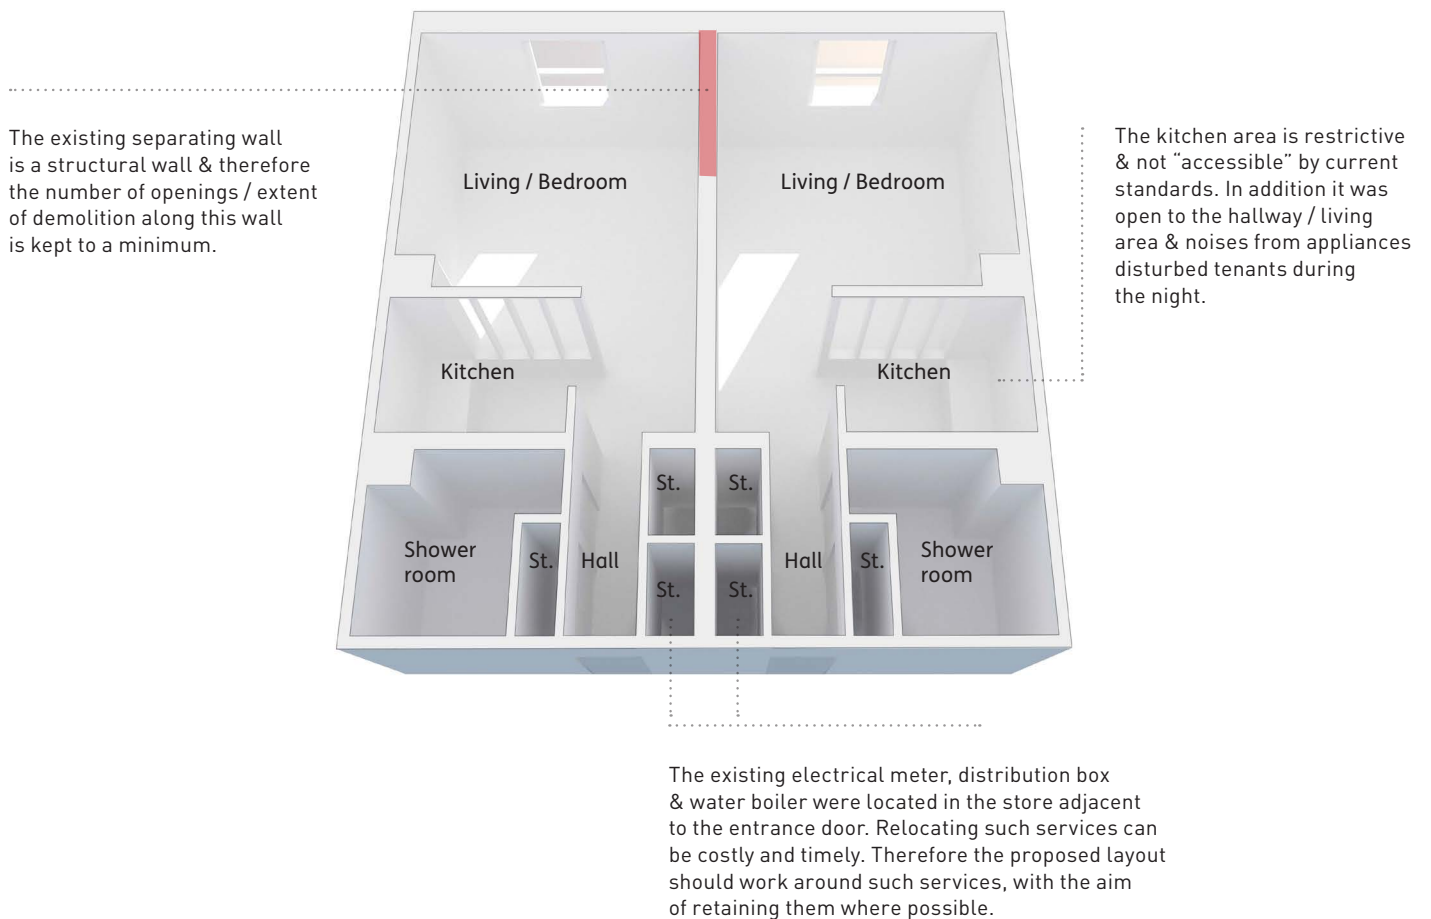 The existing separating wall
is a structural wall & therefore
the number of openings / extent
of demolition along this wall
is kept to a minimum.
Living / Bedroom
Living / Bedroom
The kitchen area is restrictive
& not “accessible” by current
standards. In addition it was
open to the hallway / living
area & noises from appliances
disturbed tenants during
the night.
Kitchen
Kitchen
St.
St.
Shower
room
St.
Hall
St.
St.
Hall
St.
Shower
room
The existing electrical meter, distribution box
& water boiler were located in the store adjacent
to the entrance door. Relocating such services can
be costly and timely. Therefore the proposed layout
should work around such services, with the aim
of retaining them where possible.